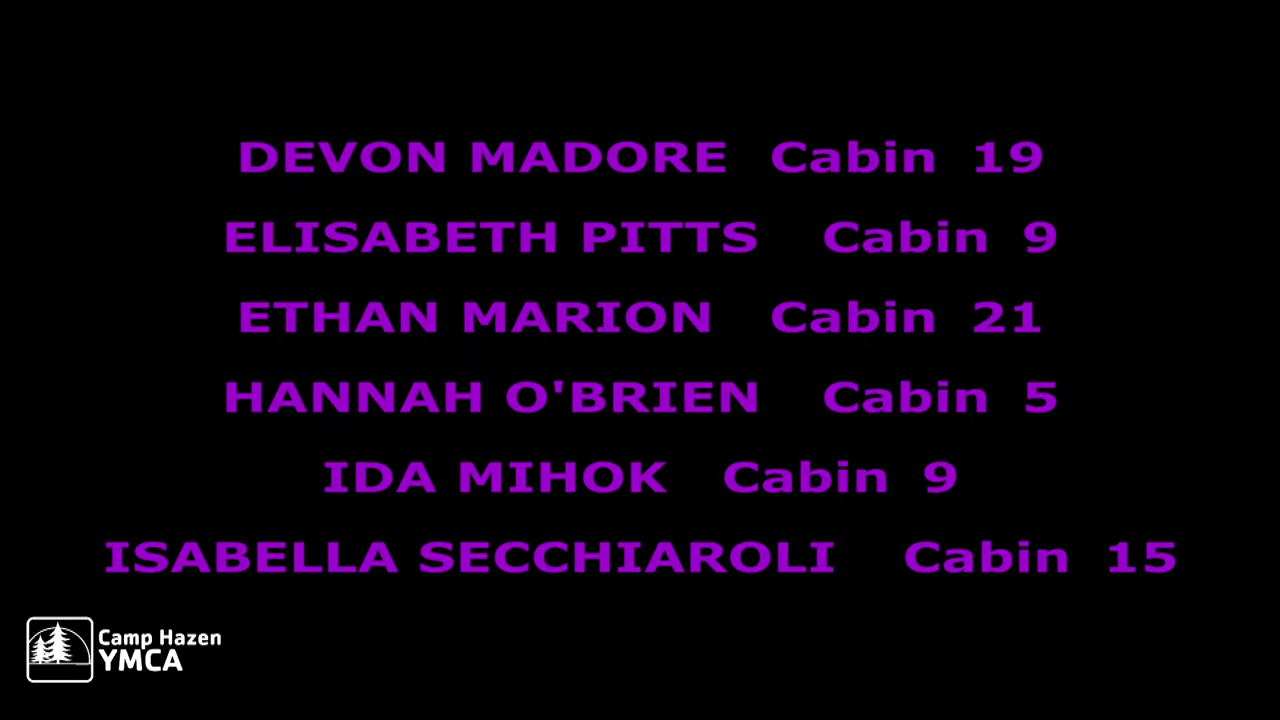 DEVON MADORE Cabin 19
ELISABETH PITTS Cabin 9
ETHAN MARION Cabin 21
HANNAH O'BRIEN Cabin 5
IDA MIHOK Cabin 9
ISABELLA SECCHIAROLI Cabin 15
Camp Hazen
YMCA